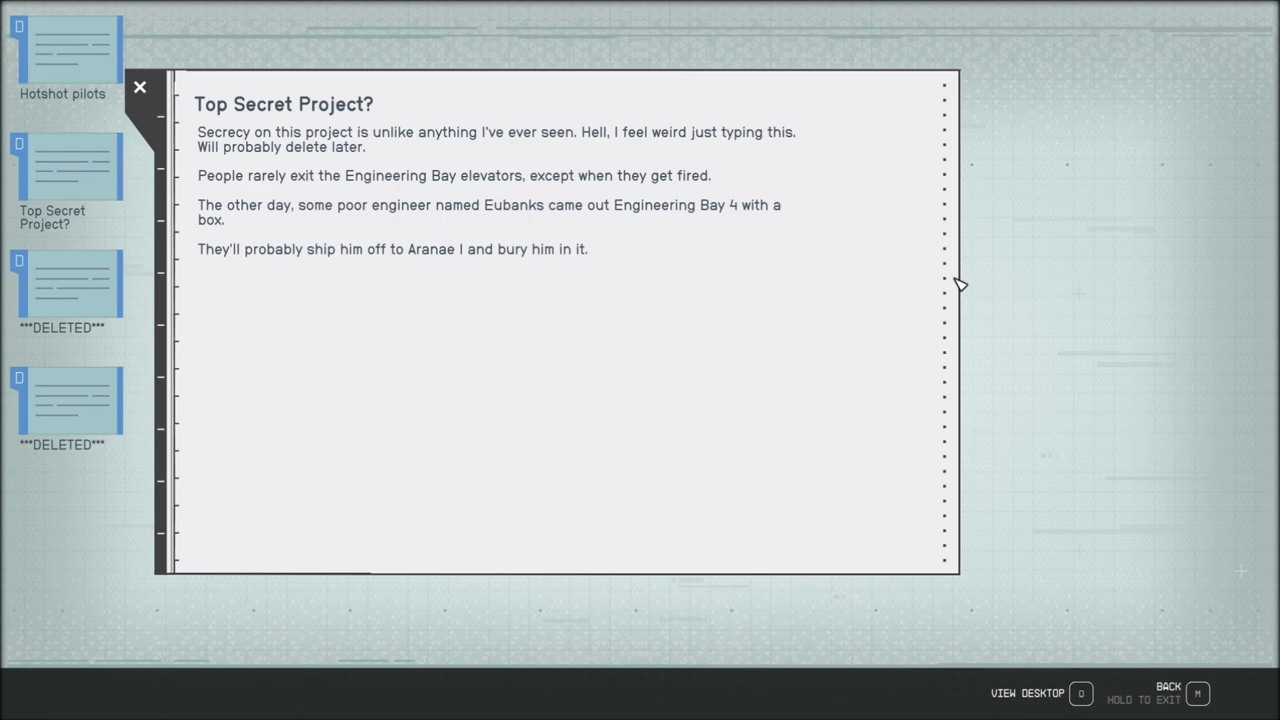 D
Hotshot pilots
D
Top Secret
Project?
D
***DELETED***
D
***DELETED***
×
Top Secret Project?
Secrecy on this project is unlike anything I've ever seen. Hell, I feel weird just typing this.
Will probably delete later.
People rarely exit the Engineering Bay elevators, except when they get fired.
The other day, some poor engineer named Eubanks came out Engineering Bay 4 with a
box.
They'll probably ship him off to Aranae I and bury him in it.
VIEW DESKTOP Q
BACK
HOLD TO EXIT M